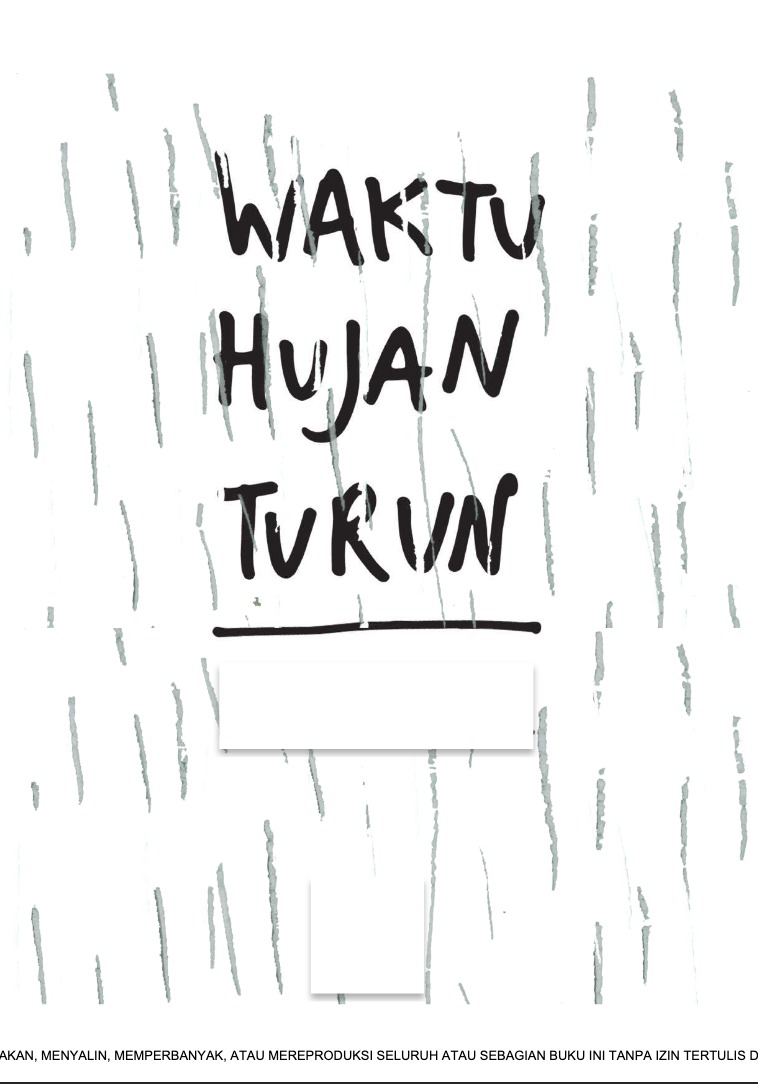 WAKTU
HUJAN
TURUN
AKAN, MENYALIN, MEMPERBANYAK, ATAU MEREPRODUKSI SELURUH ATAU SEBAGIAN BUKU INI TANPA IZIN TERTULIS D